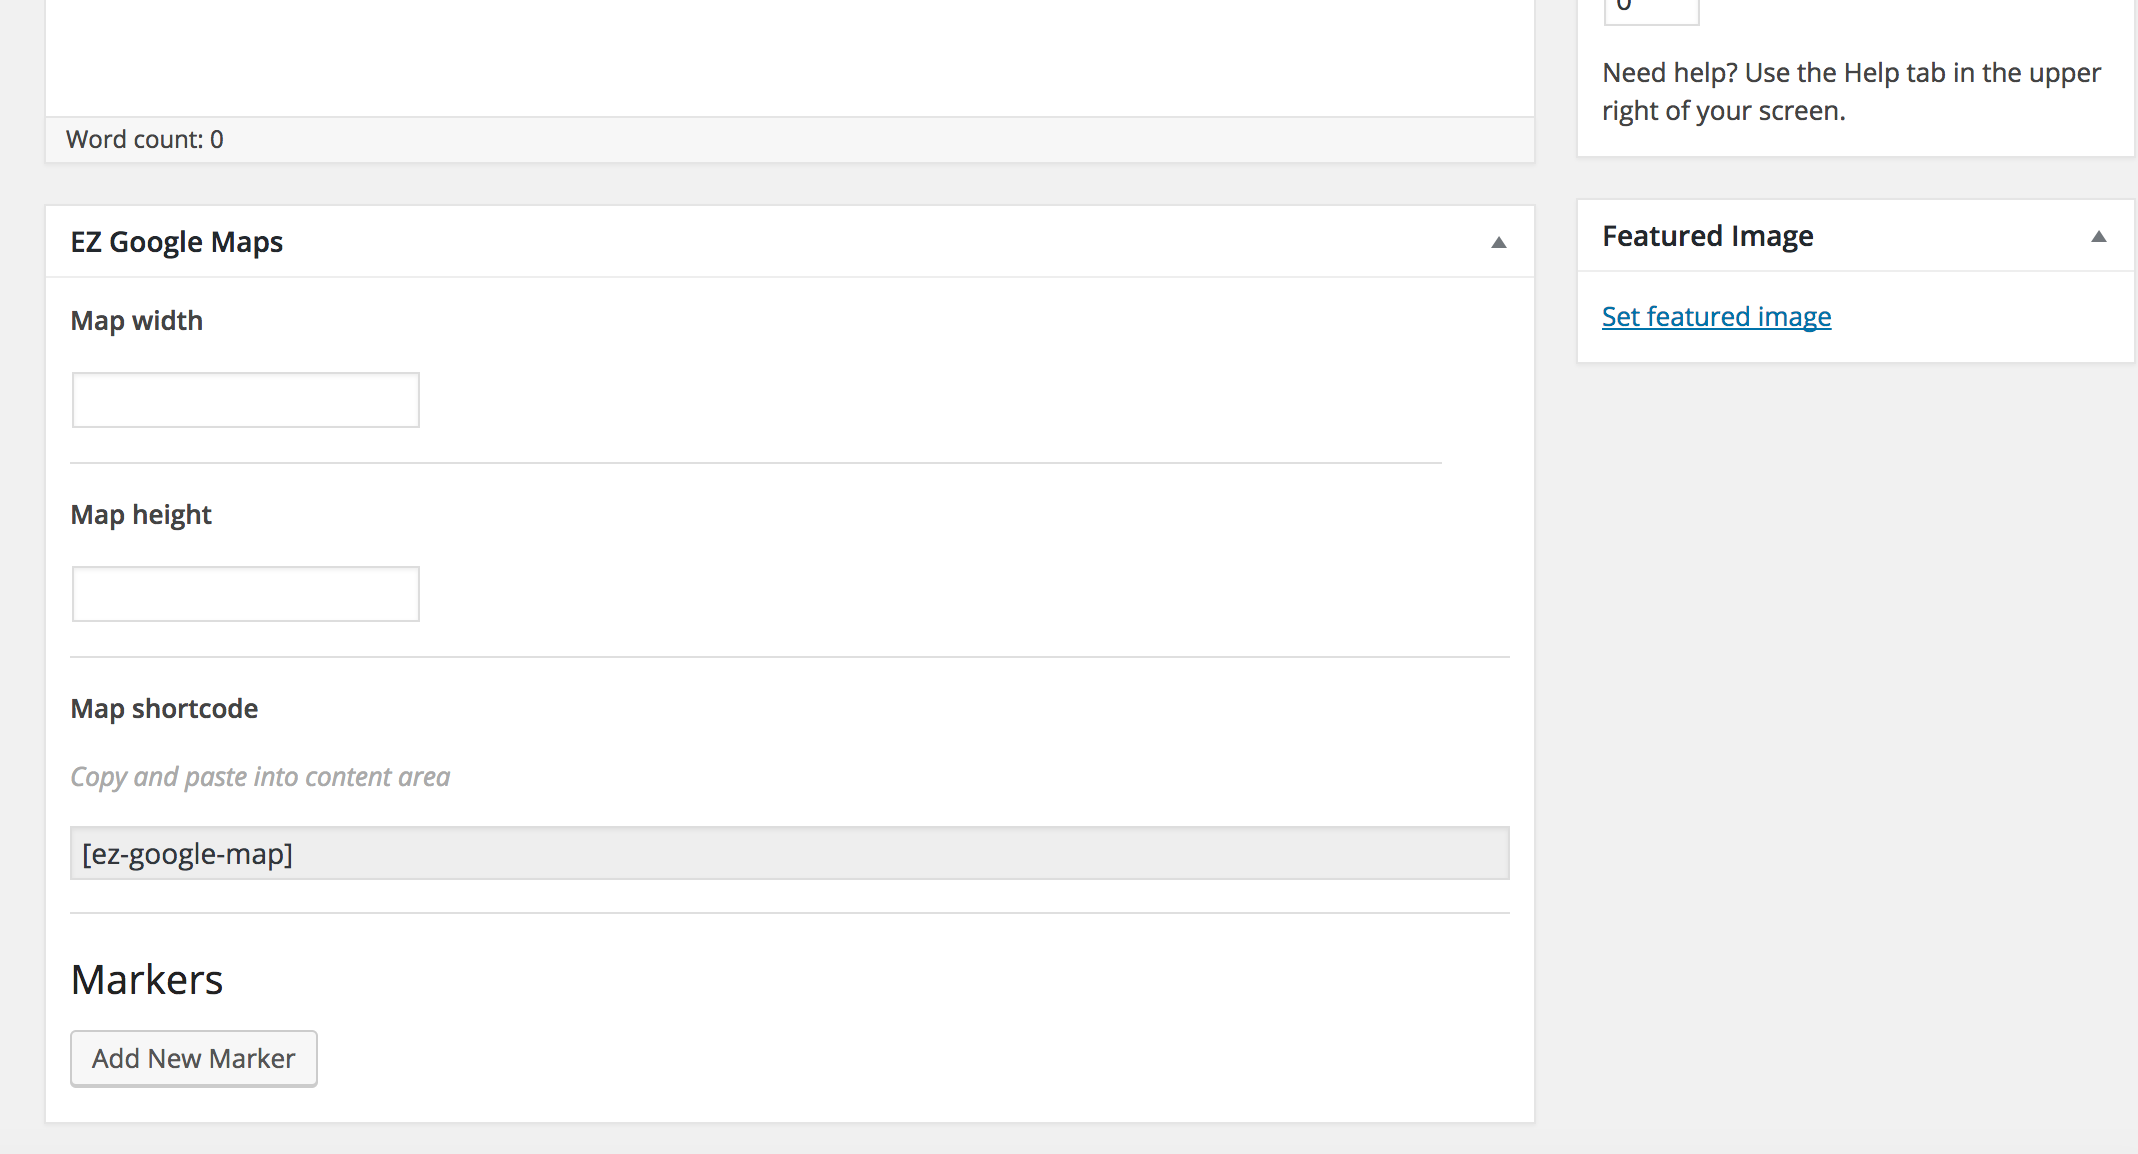 Word count: 0
EZ Google Maps
Map width
Map height
Map shortcode
Copy and paste into content area
[ez-google-map]
Markers
Add New Marker
0
Need help? Use the Help tab in the upper
right of your screen.
Featured Image
Set featured image